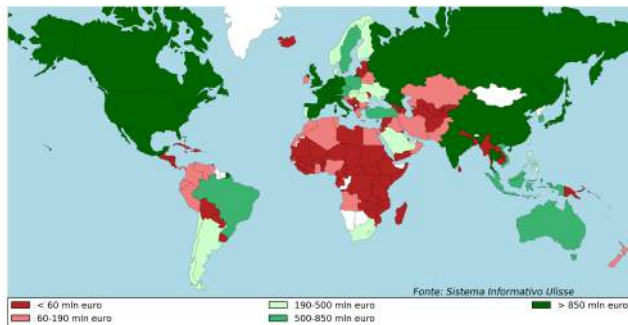 Fonte: Sistema Informativo Ulisse
< 60 mln euro
60-190 mln euro
190-500 mln euro
500-850 mln euro
> 850 mln euro